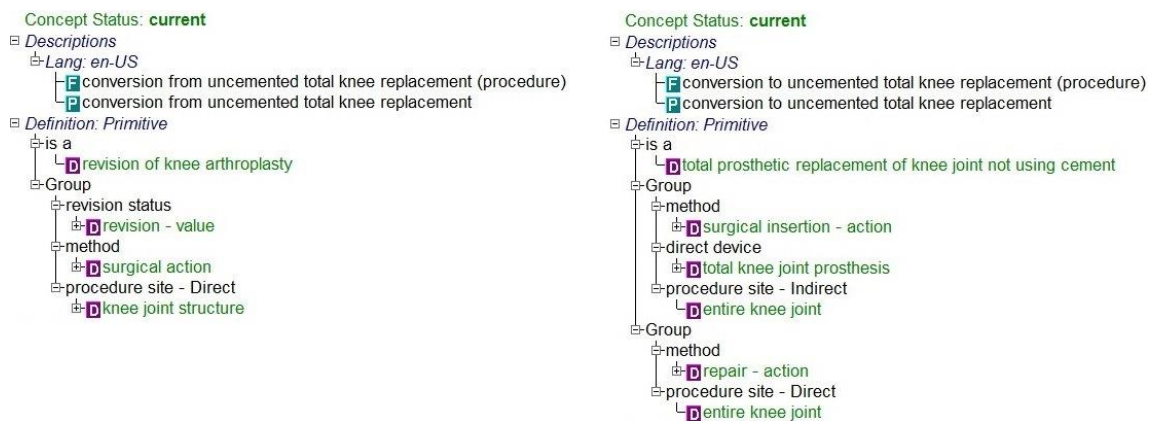 Concept Status: current
Descriptions
Lang: en-US
F conversion from uncemented total knee replacement (procedure)
P conversion from uncemented total knee replacement
Definition: Primitive
is a
D revision of knee arthroplasty
Group
revision status
D revision - value
method
D surgical action
procedure site - Direct
D knee joint structure
Concept Status: current
Descriptions
Lang: en-US
F conversion to uncemented total knee replacement (procedure)
P conversion to uncemented total knee replacement
Definition: Primitive
is a
D total prosthetic replacement of knee joint not using cement
Group
method
D surgical insertion - action
direct device
D total knee joint prosthesis
procedure site - Indirect
D entire knee joint
Group
method
D repair - action
procedure site - Direct
D entire knee joint